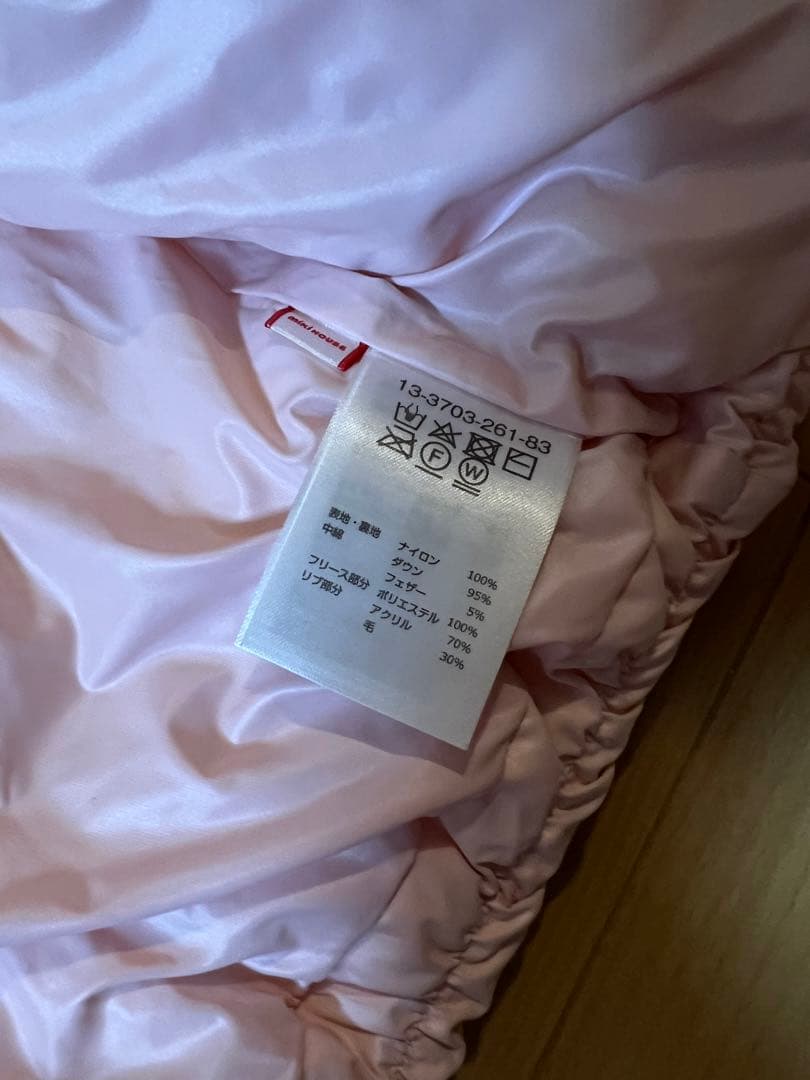 MIKI HOUSE
13-3703-261-83
F W
表地・裏地 ナイロン 100%
中綿 ダウン 95%
フェザー 5%
フリース部分 ポリエステル 100%
リブ部分 アクリル 70%
毛 30%